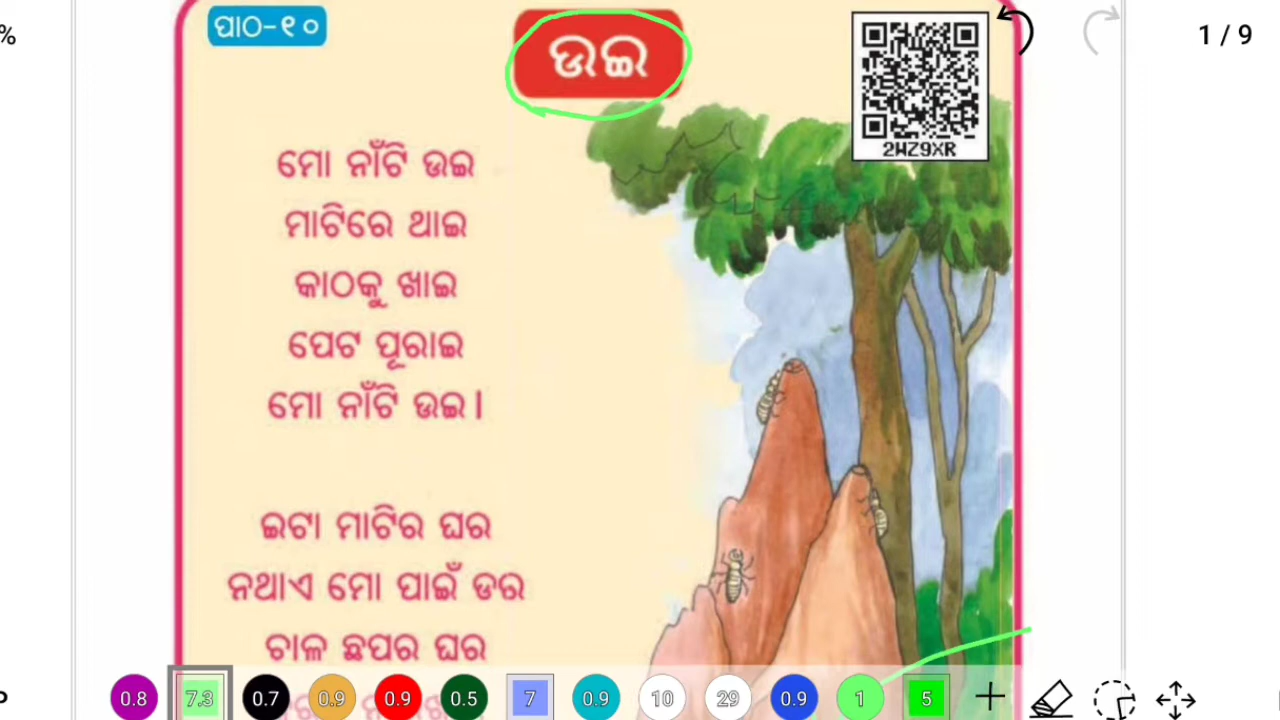 ପାଠ-୧୦
ଉଇ
2WZ9XR
1 / 9
%
ମୋ ନାଁଟି ଉଇ
ମାଟିରେ ଥାଇ
କାଠକୁ ଖାଇ
ପେଟ ପୂରାଇ
ମୋ ନାଁଟି ଉଇ।
ଇଟା ମାଟିର ଘର
ନଥାଏ ମୋ ପାଇଁ ଡର
ଚାଳ ଛପର ଘର
0.8 7.3 0.7 0.9 0.9 0.5 7 0.9 10 29 0.9 1 5